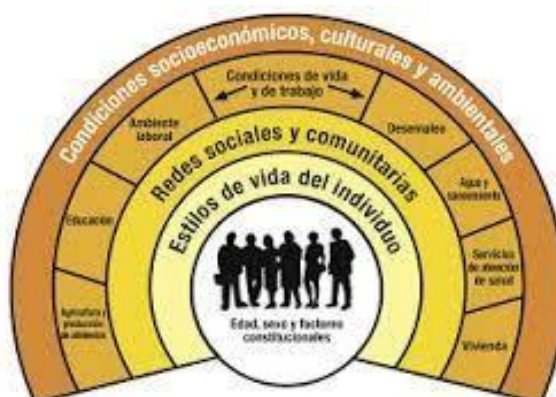 Condiciones socioeconómicos, culturales y ambientales
Condiciones de vida
y de trabajo
Ambiente
laboral
Desempleo
Redes sociales y comunitarias
Educación
Agua y
saneamiento
Estilos de vida del individuo
Servicios
de atención
de salud
Agricultura y
producción
de alimentos
Vivienda
Edad, sexo y factores
constitucionales